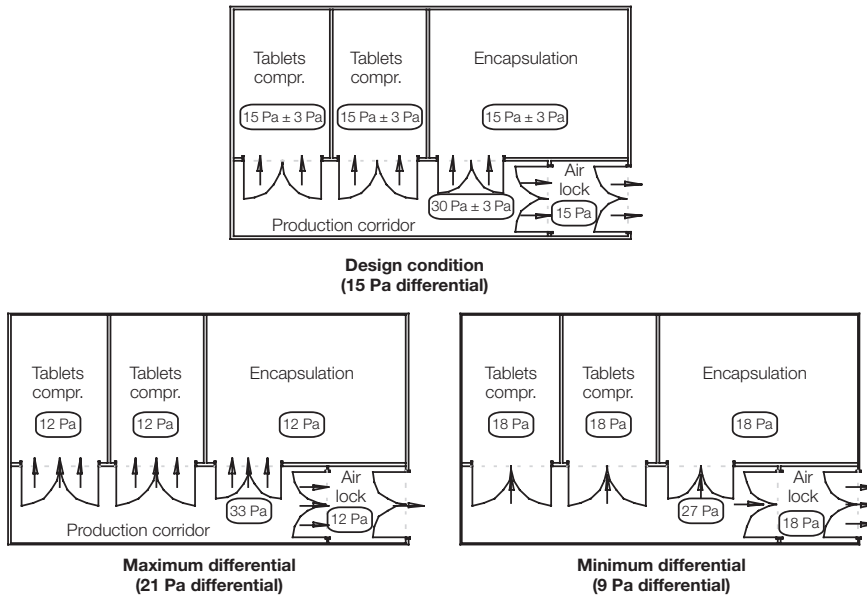 Tablets
compr.
Tablets
compr.
Encapsulation
15 Pa ± 3 Pa
15 Pa ± 3 Pa
15 Pa ± 3 Pa
Air
lock
30 Pa ± 3 Pa
15 Pa
Production corridor
Design condition
(15 Pa differential)
Tablets
compr.
Tablets
compr.
Encapsulation
12 Pa
12 Pa
12 Pa
Air
lock
33 Pa
12 Pa
Production corridor
Maximum differential
(21 Pa differential)
Tablets
compr.
Tablets
compr.
Encapsulation
18 Pa
18 Pa
18 Pa
Air
lock
27 Pa
18 Pa
Minimum differential
(9 Pa differential)